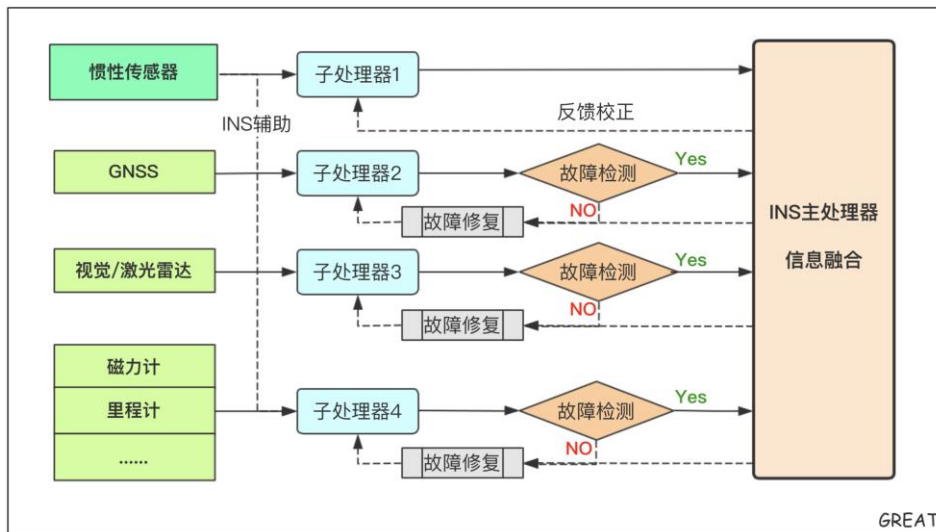 惯性传感器
子处理器1
INS辅助
反馈校正
GNSS
子处理器2
故障检测
Yes
NO
故障修复
INS主处理器
信息融合
视觉/激光雷达
子处理器3
故障检测
Yes
NO
故障修复
磁力计
里程计
......
子处理器4
故障检测
Yes
NO
故障修复
GREAT